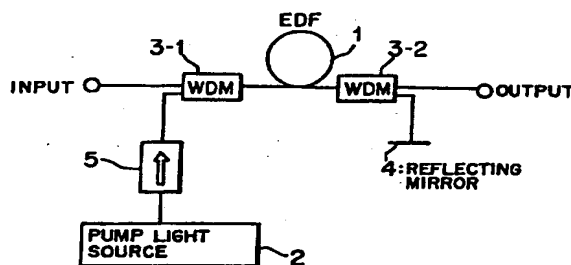 EDF
1
3-1
3-2
INPUT
WDM
WDM
OUTPUT
5
4:REFLECTING
MIRROR
PUMP LIGHT
SOURCE
2